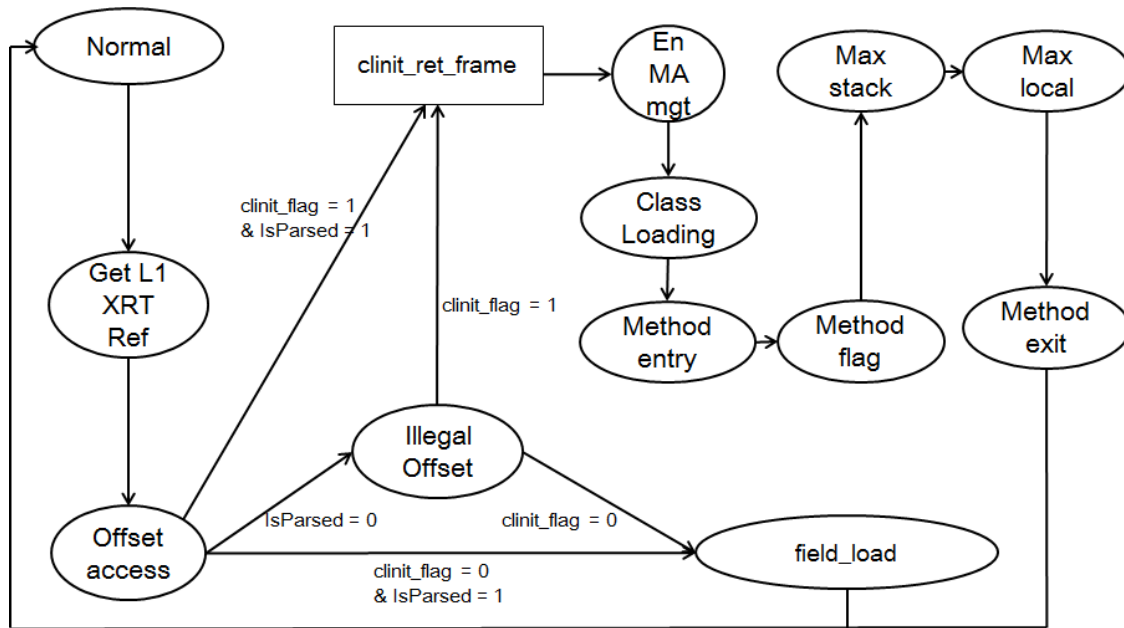 Normal
clinit_ret_frame
En
MA
mgt
Max
stack
Max
local
clinit_flag = 1
& IsParsed = 1
Class
Loading
Get L1
XRT
Ref
clinit_flag = 1
Method
entry
Method
flag
Method
exit
Illegal
Offset
IsParsed = 0
clinit_flag = 0
Offset
access
field_load
clinit_flag = 0
& IsParsed = 1